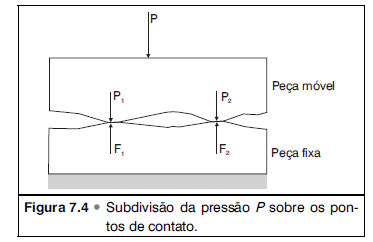 P
Peça móvel
P1 P2
F1 F2
Peça fixa
Figura 7.4 • Subdivisão da pressão P sobre os pon-
tos de contato.